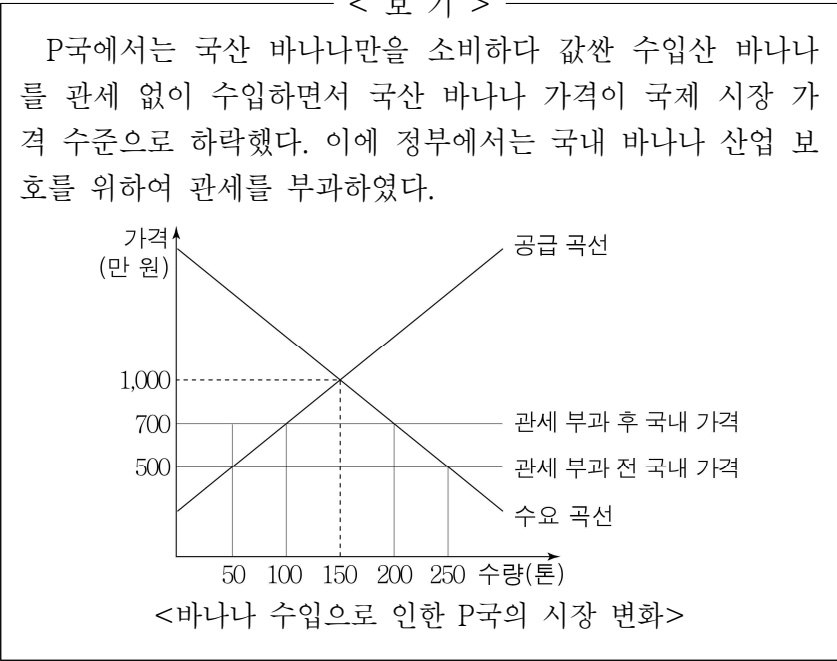 < 보 기 >
P국에서는 국산 바나나만을 소비하다 값싼 수입산 바나나
를 관세 없이 수입하면서 국산 바나나 가격이 국제 시장 가
격 수준으로 하락했다. 이에 정부에서는 국내 바나나 산업 보
호를 위하여 관세를 부과하였다.
가격
(만 원)
공급 곡선
1,000
700
관세 부과 후 국내 가격
500
관세 부과 전 국내 가격
수요 곡선
50 100 150 200 250 수량(톤)
<바나나 수입으로 인한 P국의 시장 변화>